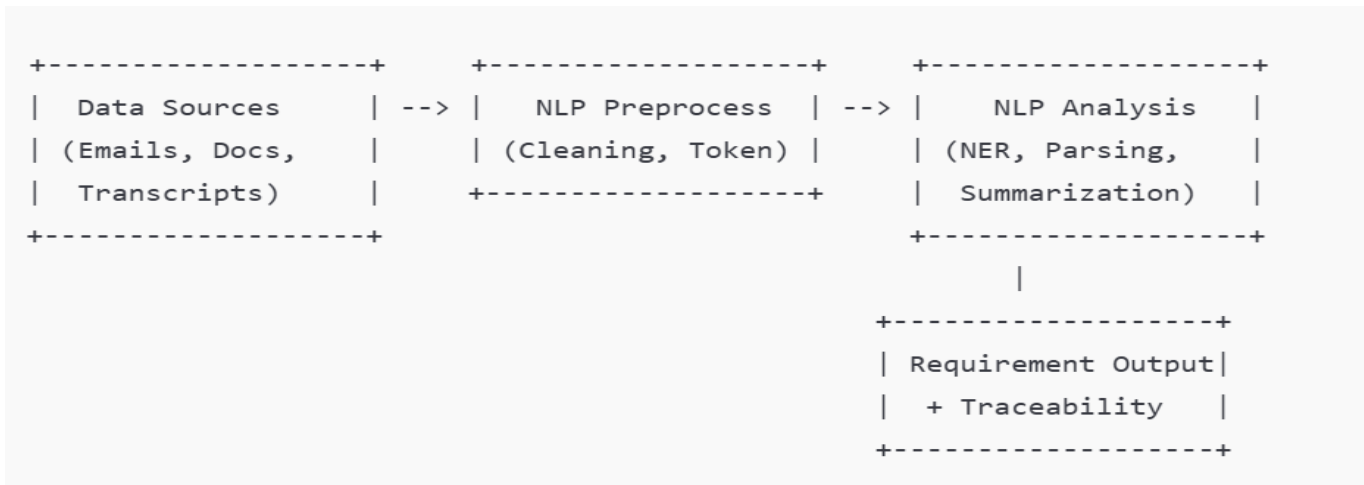 +-------------------+     +-------------------+     +-------------------+
|  Data Sources     | --> |   NLP Preprocess  | --> |    NLP Analysis   |
| (Emails, Docs,    |     | (Cleaning, Token) |     | (NER, Parsing,    |
|  Transcripts)     |     +-------------------+     |  Summarization)   |
+-------------------+                               +-------------------+
                                                          |
                                                  +-------------------+
                                                  | Requirement Output|
                                                  |  + Traceability   |
                                                  +-------------------+